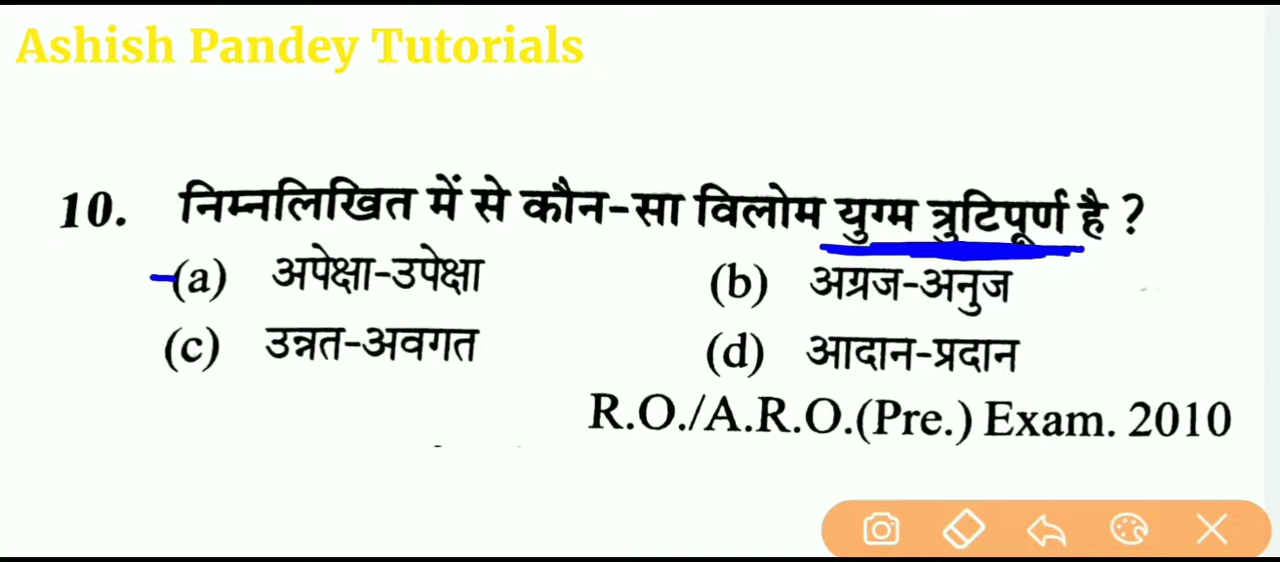 Ashish Pandey Tutorials
10. निम्नलिखित में से कौन-सा विलोम युग्म त्रुटिपूर्ण है ?
(a) अपेक्षा-उपेक्षा (b) अग्रज-अनुज
(c) उन्नत-अवगत (d) आदान-प्रदान
R.O./A.R.O.(Pre.) Exam. 2010